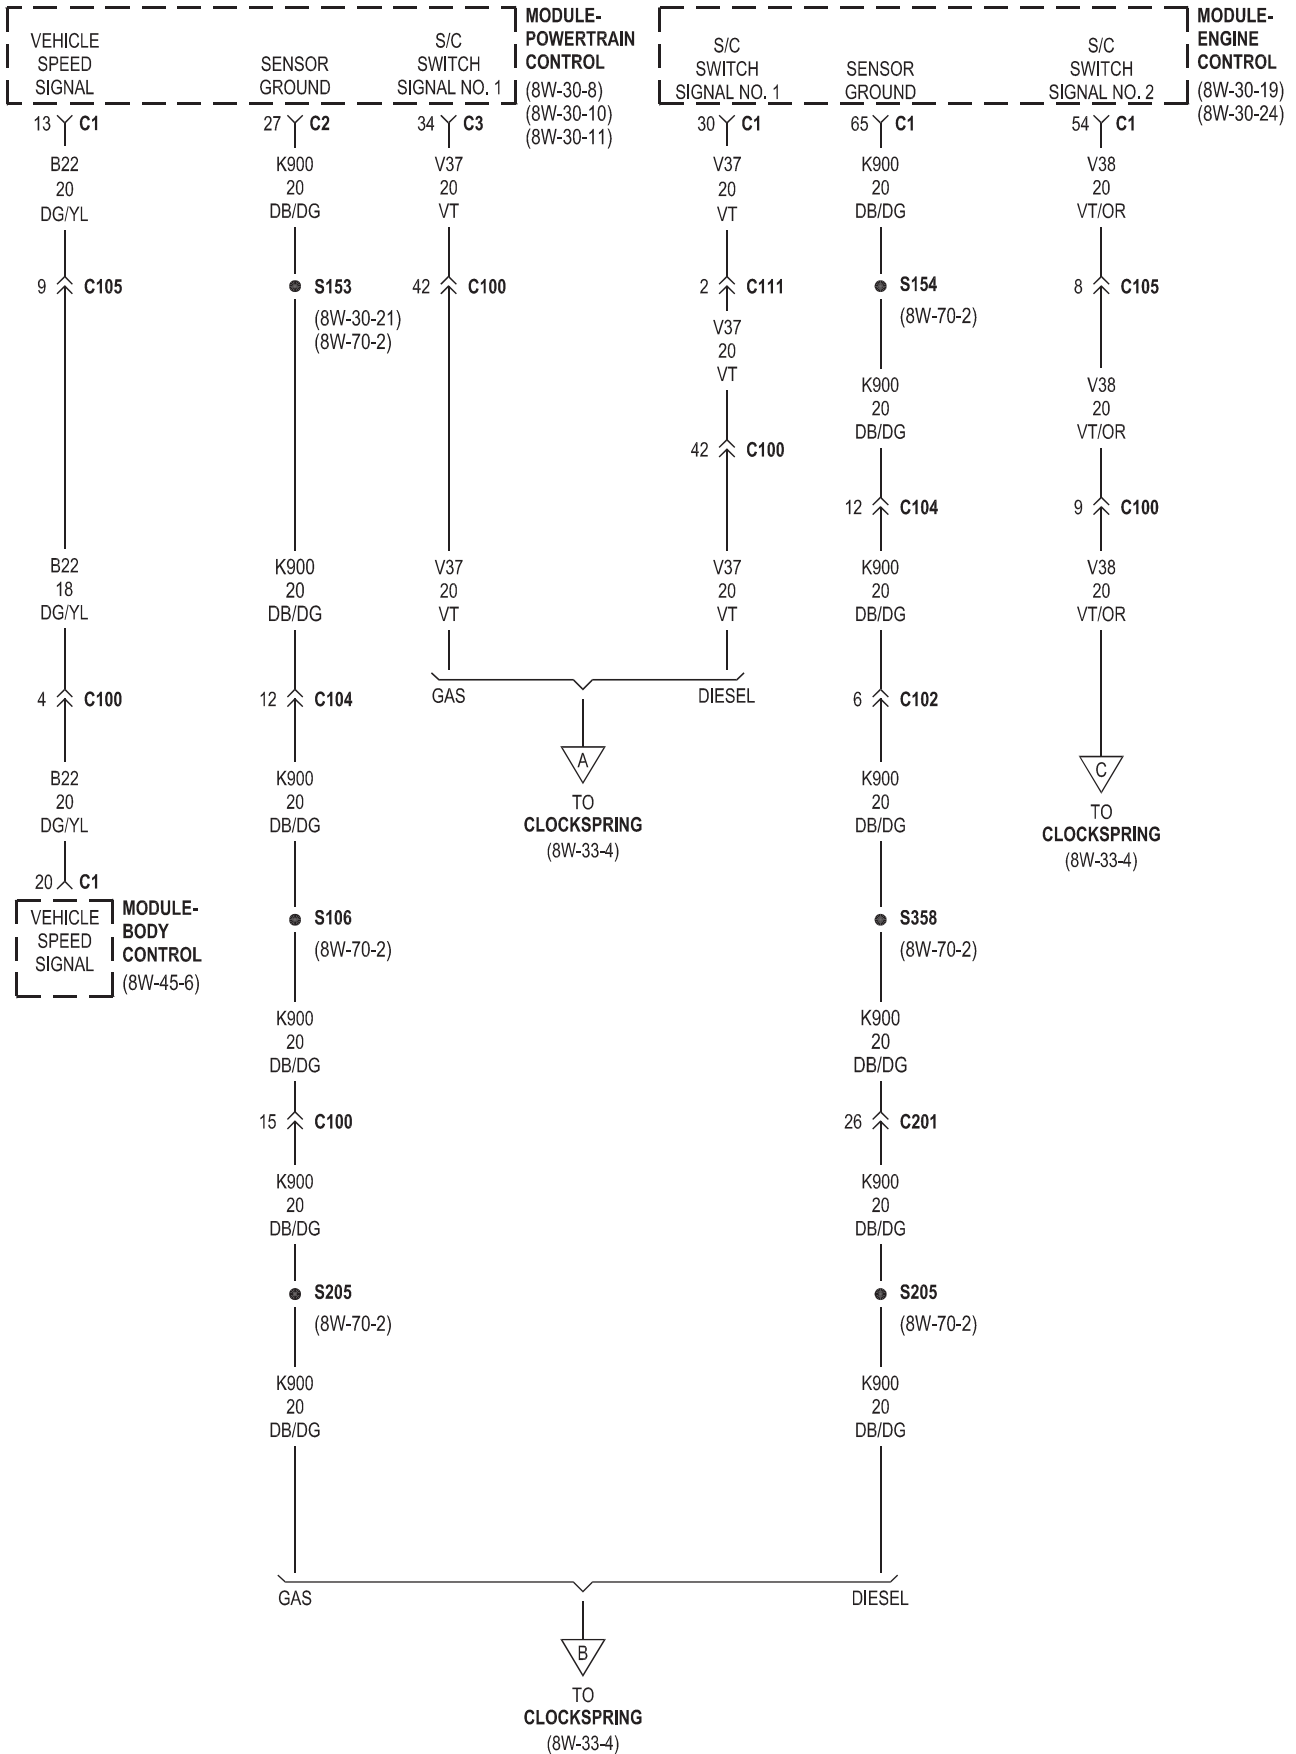 VEHICLE
SPEED
SIGNAL
SENSOR
GROUND
S/C
SWITCH
SIGNAL NO. 1
MODULE-
POWERTRAIN
CONTROL
(8W-30-8)
(8W-30-10)
(8W-30-11)
S/C
SWITCH
SIGNAL NO. 1
SENSOR
GROUND
S/C
SWITCH
SIGNAL NO. 2
MODULE-
ENGINE
CONTROL
(8W-30-19)
(8W-30-24)
13 C1
27 C2
34 C3
30 C1
65 C1
54 C1
B22
20
DG/YL
K900
20
DB/DG
V37
20
VT
V37
20
VT
K900
20
DB/DG
V38
20
VT/OR
9 C105
S153
(8W-30-21)
(8W-70-2)
42 C100
2 C111
S154
(8W-70-2)
8 C105
V37
20
VT
K900
20
DB/DG
V38
20
VT/OR
42 C100
12 C104
9 C100
B22
18
DG/YL
K900
20
DB/DG
V37
20
VT
V37
20
VT
K900
20
DB/DG
V38
20
VT/OR
GAS
DIESEL
4 C100
12 C104
6 C102
A
TO
CLOCKSPRING
(8W-33-4)
C
TO
CLOCKSPRING
(8W-33-4)
B22
20
DG/YL
K900
20
DB/DG
K900
20
DB/DG
20 C1
VEHICLE
SPEED
SIGNAL
MODULE-
BODY
CONTROL
(8W-45-6)
S106
(8W-70-2)
S358
(8W-70-2)
K900
20
DB/DG
K900
20
DB/DG
15 C100
26 C201
K900
20
DB/DG
K900
20
DB/DG
S205
(8W-70-2)
S205
(8W-70-2)
K900
20
DB/DG
K900
20
DB/DG
GAS
DIESEL
B
TO
CLOCKSPRING
(8W-33-4)